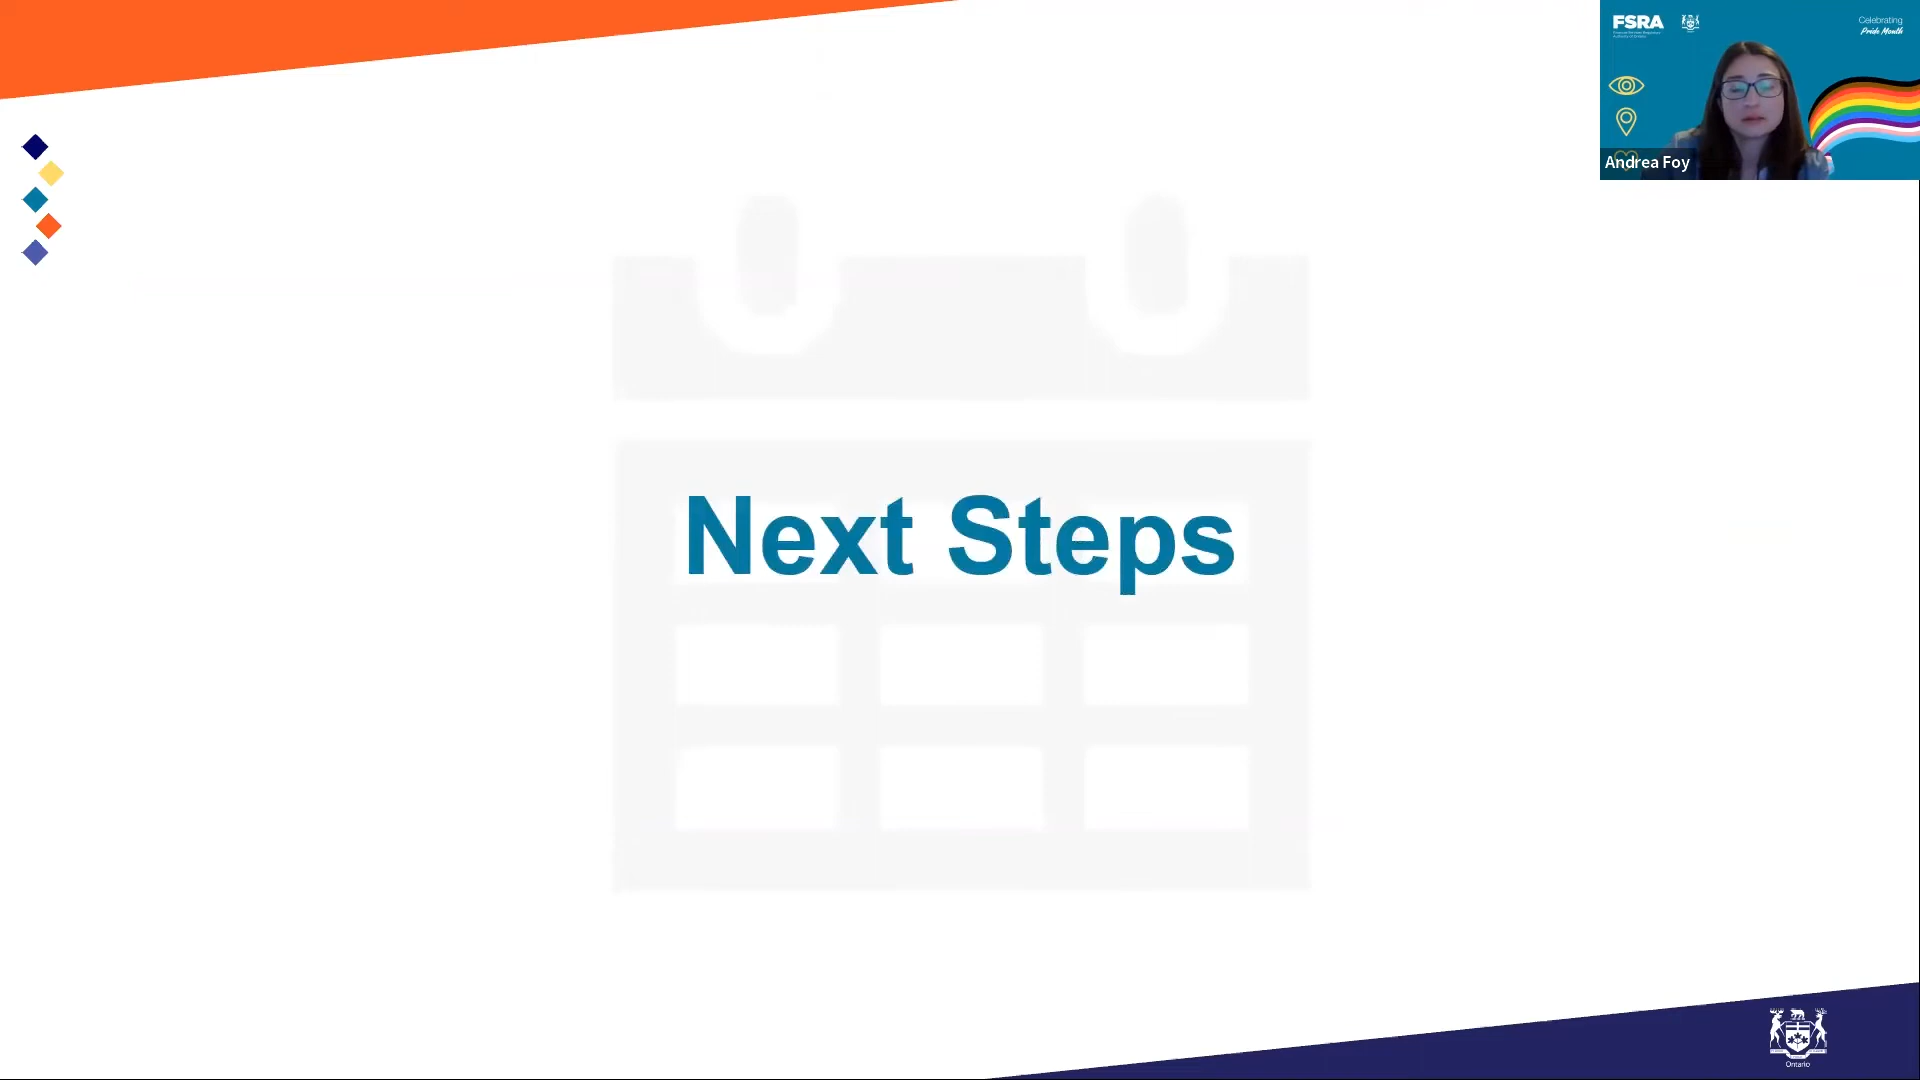 FSRA
Celebrating
Pride Month
Andrea Foy
Next Steps
Ontario